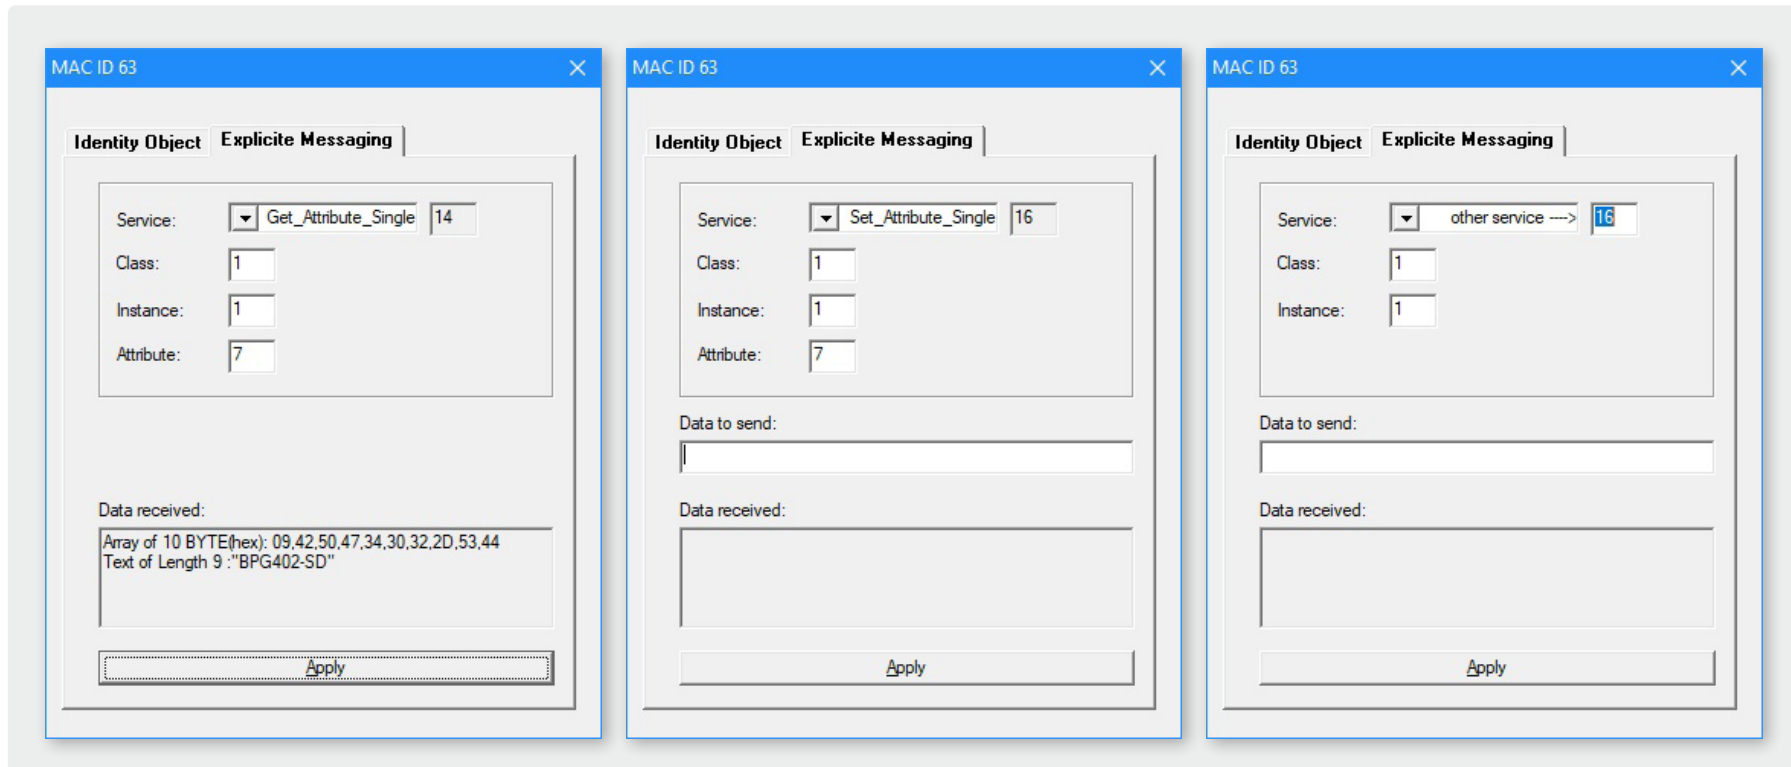 MAC ID 63
Identity Object Explicite Messaging
Service: Get_Attribute_Single 14
Class: 1
Instance: 1
Attribute: 7
Data received:
Array of 10 BYTE(hex): 09,42,50,47,34,30,32,2D,53,44
Text of Length 9 :"BPG402-SD"
Apply
MAC ID 63
Identity Object Explicite Messaging
Service: Set_Attribute_Single 16
Class: 1
Instance: 1
Attribute: 7
Data to send:
Data received:
Apply
MAC ID 63
Identity Object Explicite Messaging
Service: other service ----> 16
Class: 1
Instance: 1
Data to send:
Data received:
Apply